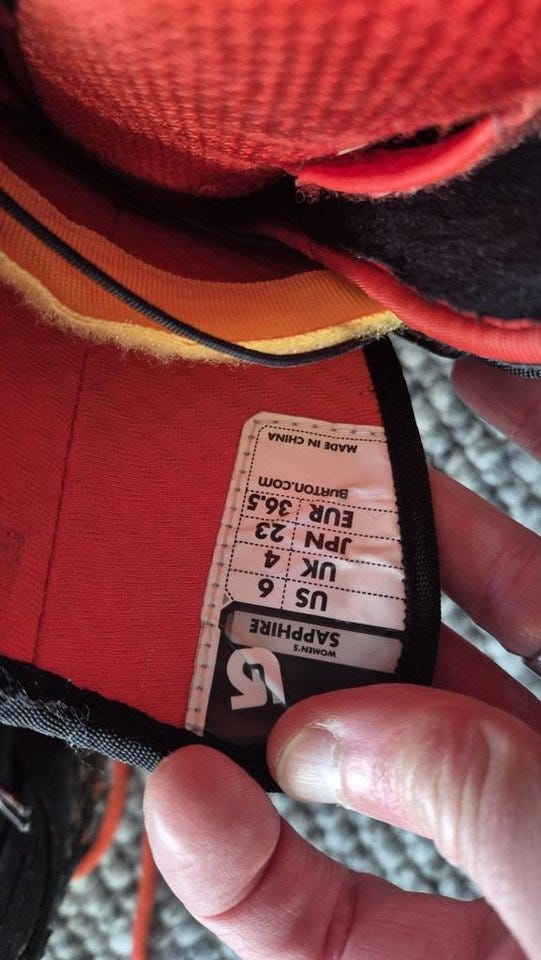 WOMEN'S
SAPPHIRE
US 6
UK 4
JPN 23
EUR 36.5
BURTON.COM
MADE IN CHINA